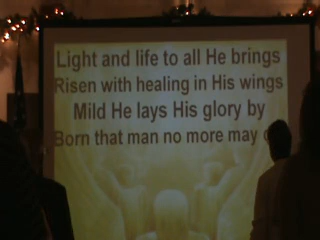 Light and life to all He brings
Risen with healing in His wings
Mild He lays His glory by
Born that man no more may